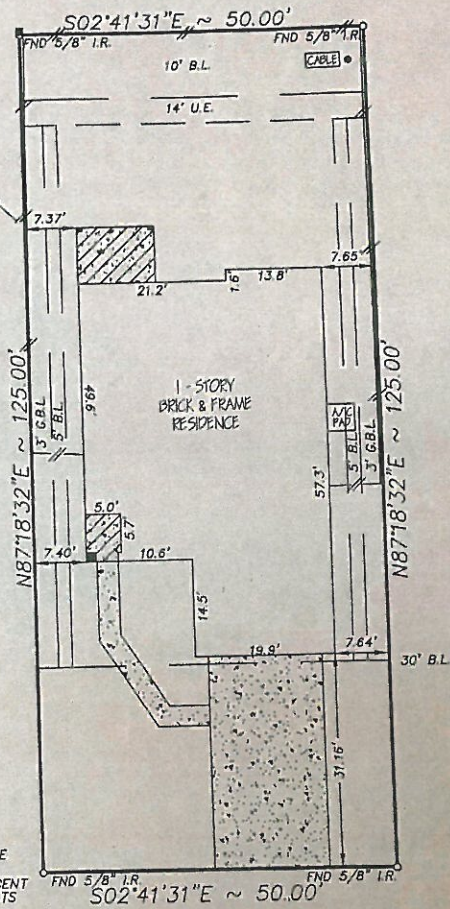 S02°41'31"E ~ 50.00'
FND 5/8" I.R.
FND 5/8" I.R.
CABLE
10' B.L.
14' U.E.
7.37'
7.65'
21.2'
1.6'
13.8'
1 - STORY
BRICK & FRAME
RESIDENCE
49.6'
N87°18'32"E ~ 125.00'
3' G.B.L.
5' B.L.
A/C
PAD
5' B.L.
3' G.B.L.
N87°18'32"E ~ 125.00'
57.3'
5.0'
5.7'
7.40'
10.6'
14.5'
19.9'
7.64'
30' B.L.
31.16'
E
CENT
TS
FND 5/8" I.R.
FND 5/8" I.R.
S02°41'31"E ~ 50.00'